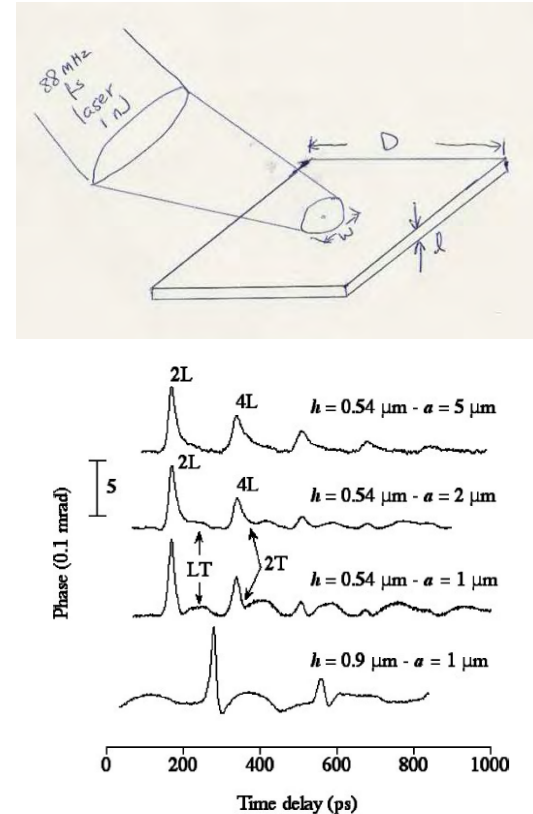 88 MHz
fs
laser
1 nJ
D
w
l
2L
4L
h = 0.54 μm - a = 5 μm
2L
4L
h = 0.54 μm - a = 2 μm
5
LT
2T
h = 0.54 μm - a = 1 μm
h = 0.9 μm - a = 1 μm
Phase (0.1 mrad)
0 200 400 600 800 1000
Time delay (ps)